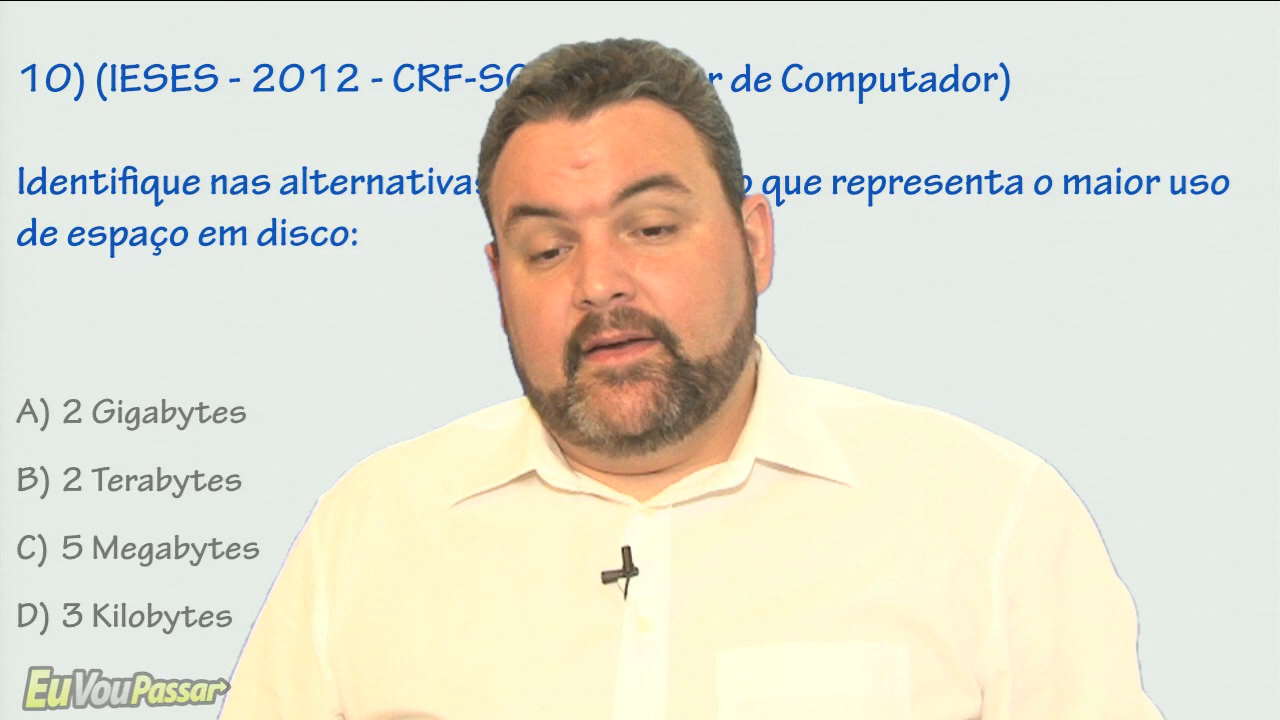 10) (IESES - 2012 - CRF-SC de Computador)
Identifique nas alternativas que representa o maior uso
de espaço em disco:
A) 2 Gigabytes
B) 2 Terabytes
C) 5 Megabytes
D) 3 Kilobytes
EuVouPassar